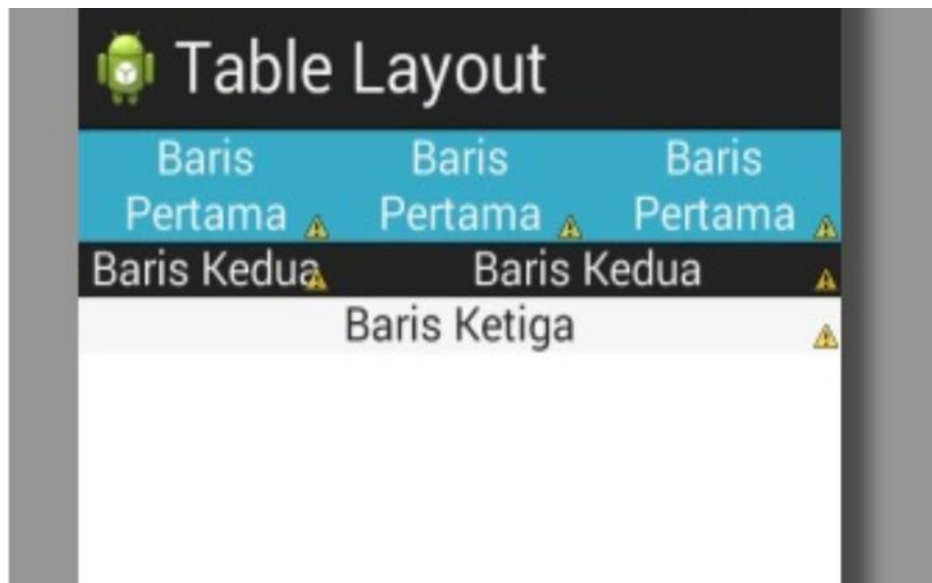 Table Layout
Baris Baris Baris
Pertama Pertama Pertama
Baris Kedua Baris Kedua
Baris Ketiga